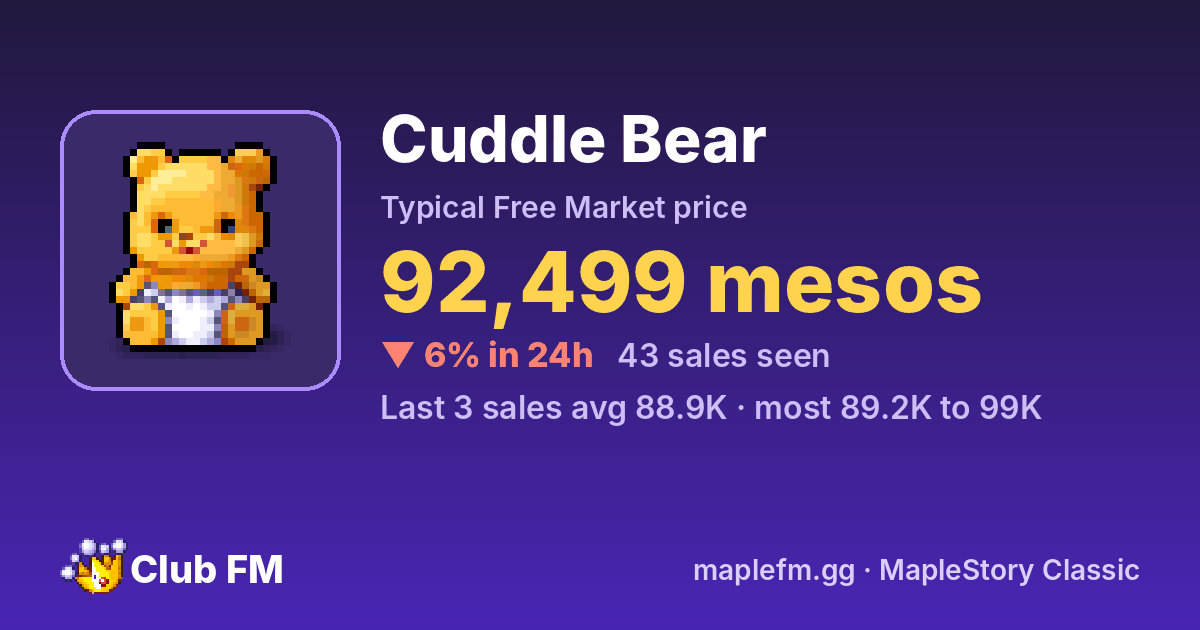 Cuddle Bear
Typical Free Market price
92,499 mesos
▼ 6% in 24h 43 sales seen
Last 3 sales avg 88.9K · most 89.2K to 99K
Club FM
maplefm.gg · MapleStory Classic